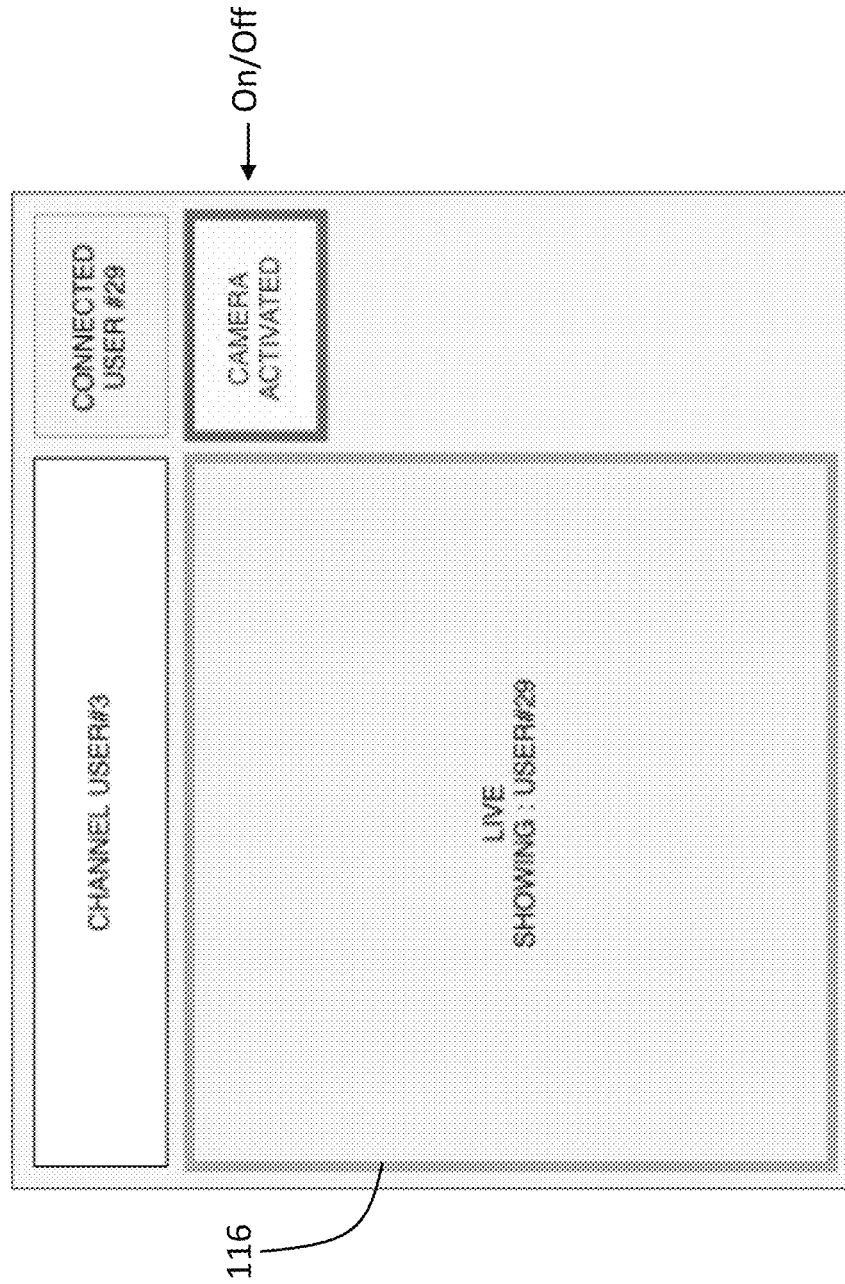 CHANNEL USER#3
CONNECTED
USER #29
CAMERA
ACTIVATED
On/Off
LIVE
SHOWING : USER#29
116